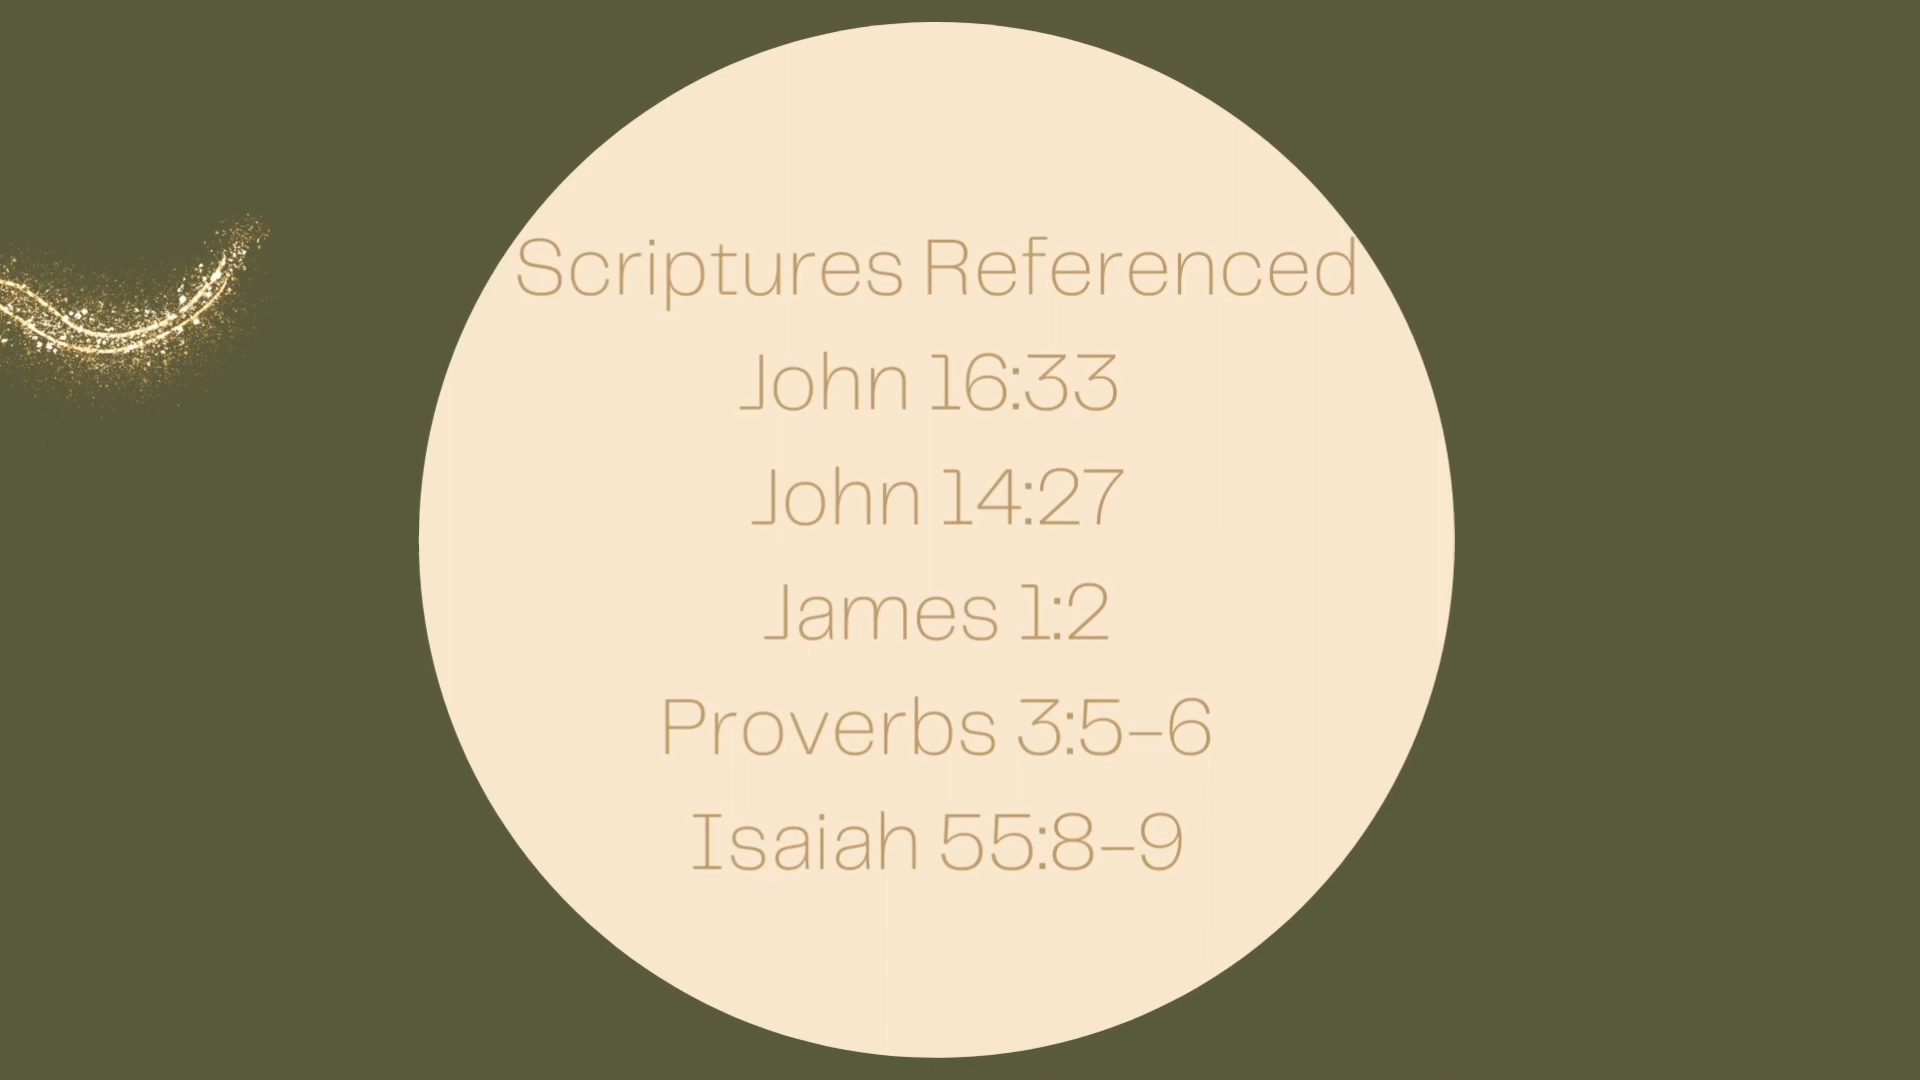 Scriptures Referenced
John 16:33
John 14:27
James 1:2
Proverbs 3:5-6
Isaiah 55:8-9